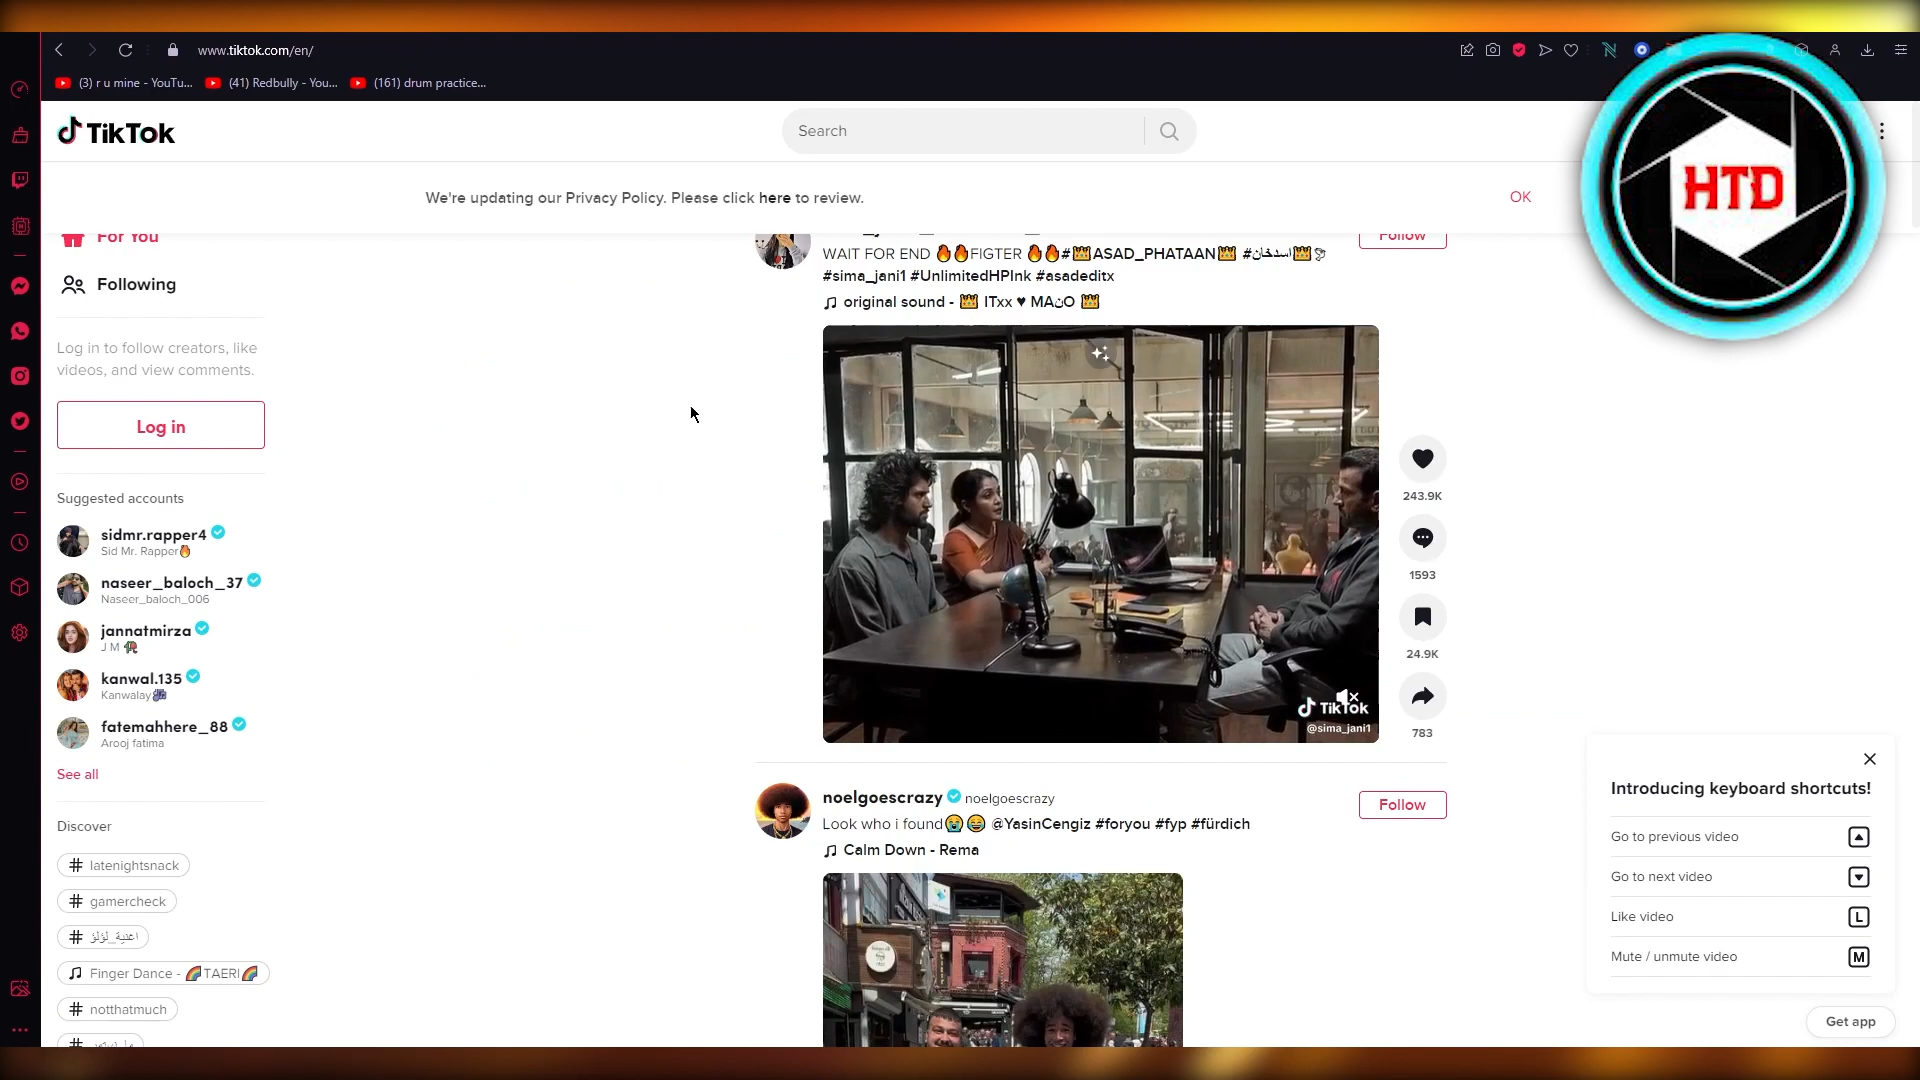 www.tiktok.com/en/
(3) r u mine - YouTu...
(41) Redbully - You...
(161) drum practice...
TikTok
Search
HTD
We're updating our Privacy Policy. Please click here to review.
OK
For You
Following
Log in to follow creators, like
videos, and view comments.
Log in
Suggested accounts
sidmr.rapper4
Sid Mr. Rapper🔥
naseer_baloch_37
Naseer_baloch_006
jannatmirza
J M 🥀
kanwal.135
Kanwalay🎆
fatemahhere_88
Arooj fatima
See all
Discover
# latenightsnack
# gamercheck
# اغنية_لؤلؤ
Finger Dance - 🌈TAERI🌈
# notthatmuch
Follow
WAIT FOR END 🔥🔥FIGTER 🔥🔥#👑ASAD_PHATAAN👑 #اسدخان👑🕊
#sima_jani1 #UnlimitedHPInk #asadeditx
original sound - 👑 ITxx ♥ MAنO 👑
TikTok
@sima_jani1
243.9K
1593
24.9K
783
noelgoescrazy noelgoescrazy
Follow
Look who i found😭😂 @YasinCengiz #foryou #fyp #fürdich
Calm Down - Rema
Introducing keyboard shortcuts!
Go to previous video
Go to next video
Like video L
Mute / unmute video M
Get app